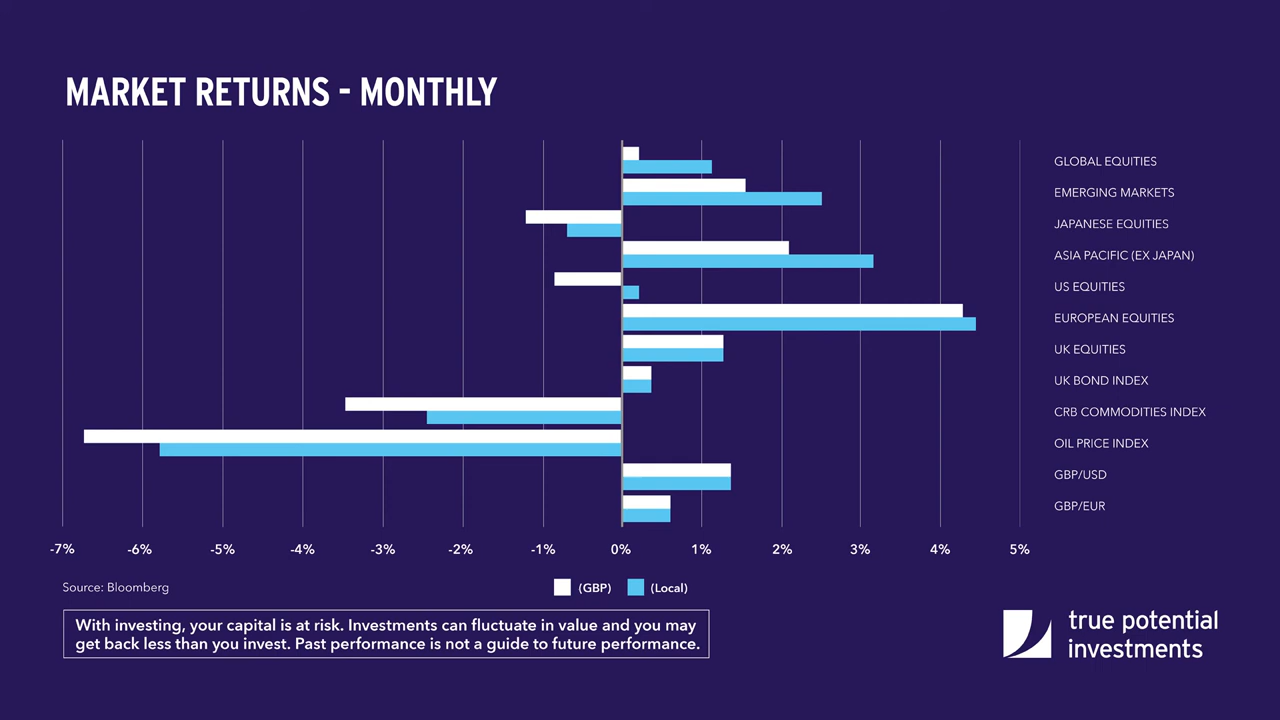 MARKET RETURNS - MONTHLY
GLOBAL EQUITIES
EMERGING MARKETS
JAPANESE EQUITIES
ASIA PACIFIC (EX JAPAN)
US EQUITIES
EUROPEAN EQUITIES
UK EQUITIES
UK BOND INDEX
CRB COMMODITIES INDEX
OIL PRICE INDEX
GBP/USD
GBP/EUR
-7% -6% -5% -4% -3% -2% -1% 0% 1% 2% 3% 4% 5%
Source: Bloomberg
(GBP) (Local)
With investing, your capital is at risk. Investments can fluctuate in value and you may
get back less than you invest. Past performance is not a guide to future performance.
true potential
investments